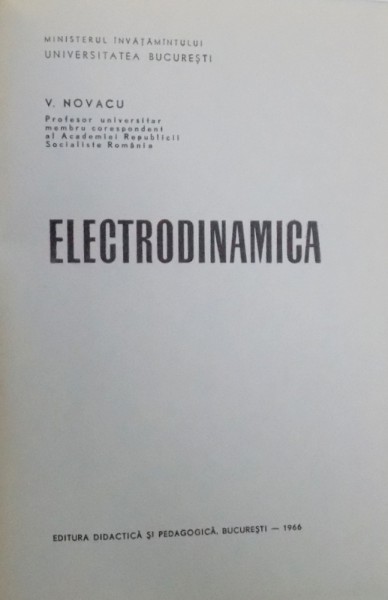 MINISTERUL ÎNVĂȚĂMÎNTULUI
UNIVERSITATEA BUCUREȘTI
V. NOVACU
Profesor universitar
membru corespondent
al Academiei Republicii
Socialiste România
ELECTRODINAMICA
EDITURA DIDACTICĂ ȘI PEDAGOGICĂ, BUCUREȘTI — 1966